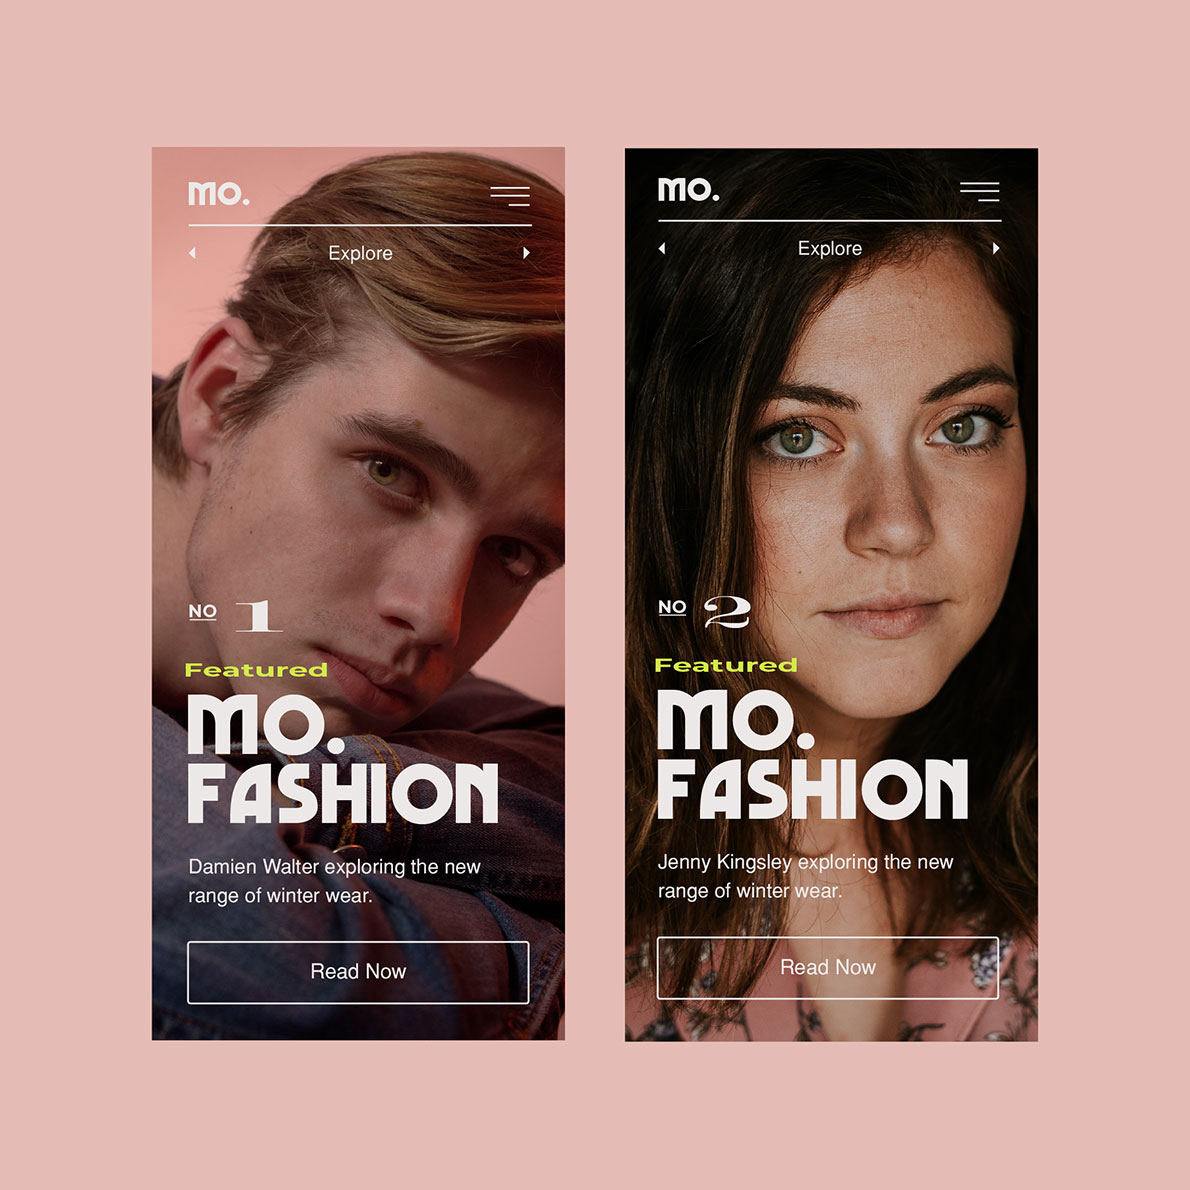 MO.
Explore
NO 1
Featured
MO.
FASHION
Damien Walter exploring the new
range of winter wear.
Read Now
MO.
Explore
NO 2
Featured
MO.
FASHION
Jenny Kingsley exploring the new
range of winter wear.
Read Now